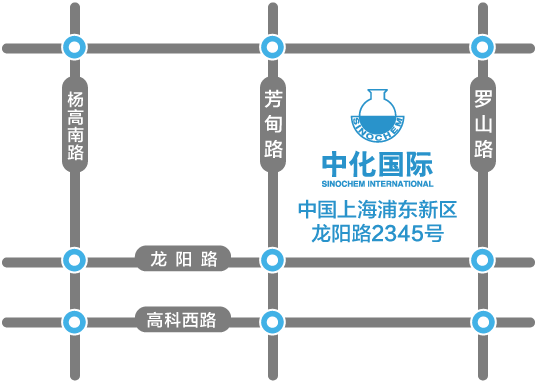 杨高南路
芳甸路
罗山路
SINOCHEM
中化国际
SINOCHEM INTERNATIONAL
中国上海浦东新区
龙阳路2345号
龙阳路
高科西路